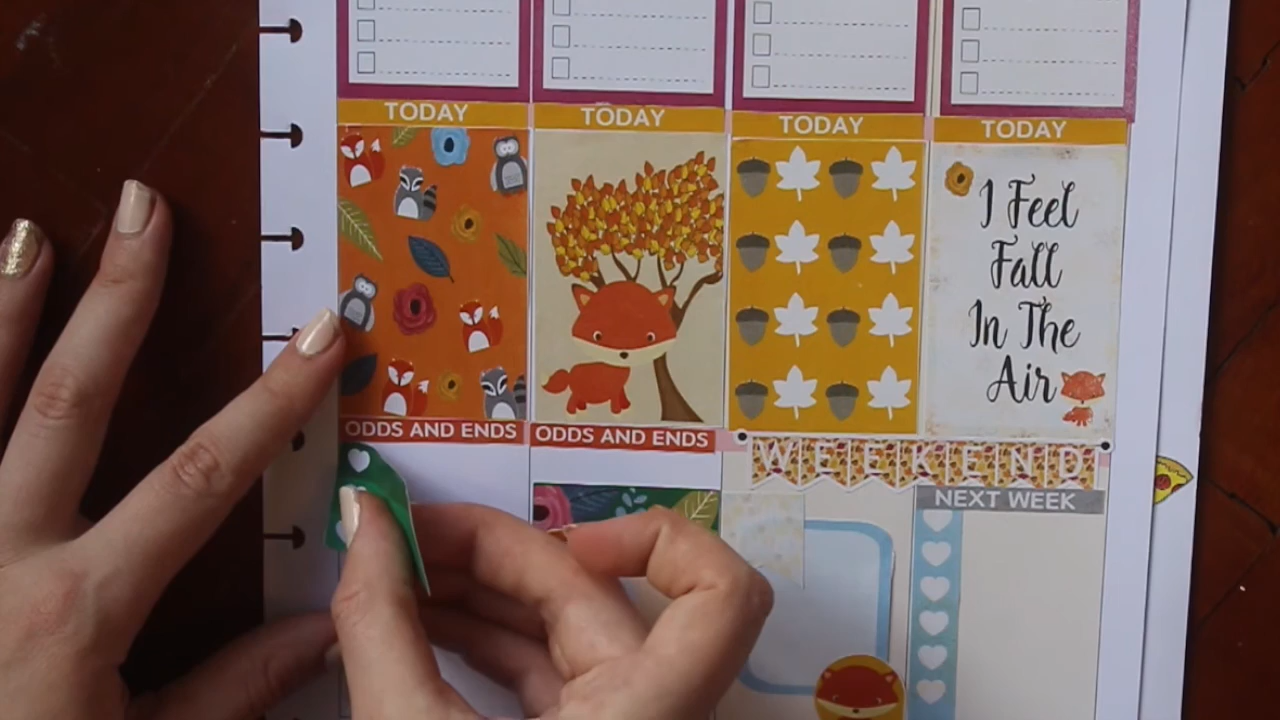 TODAY
TODAY
TODAY
TODAY
I Feel
Fall
In The
Air
ODDS AND ENDS
ODDS AND ENDS
WEEKEND
NEXT WEEK